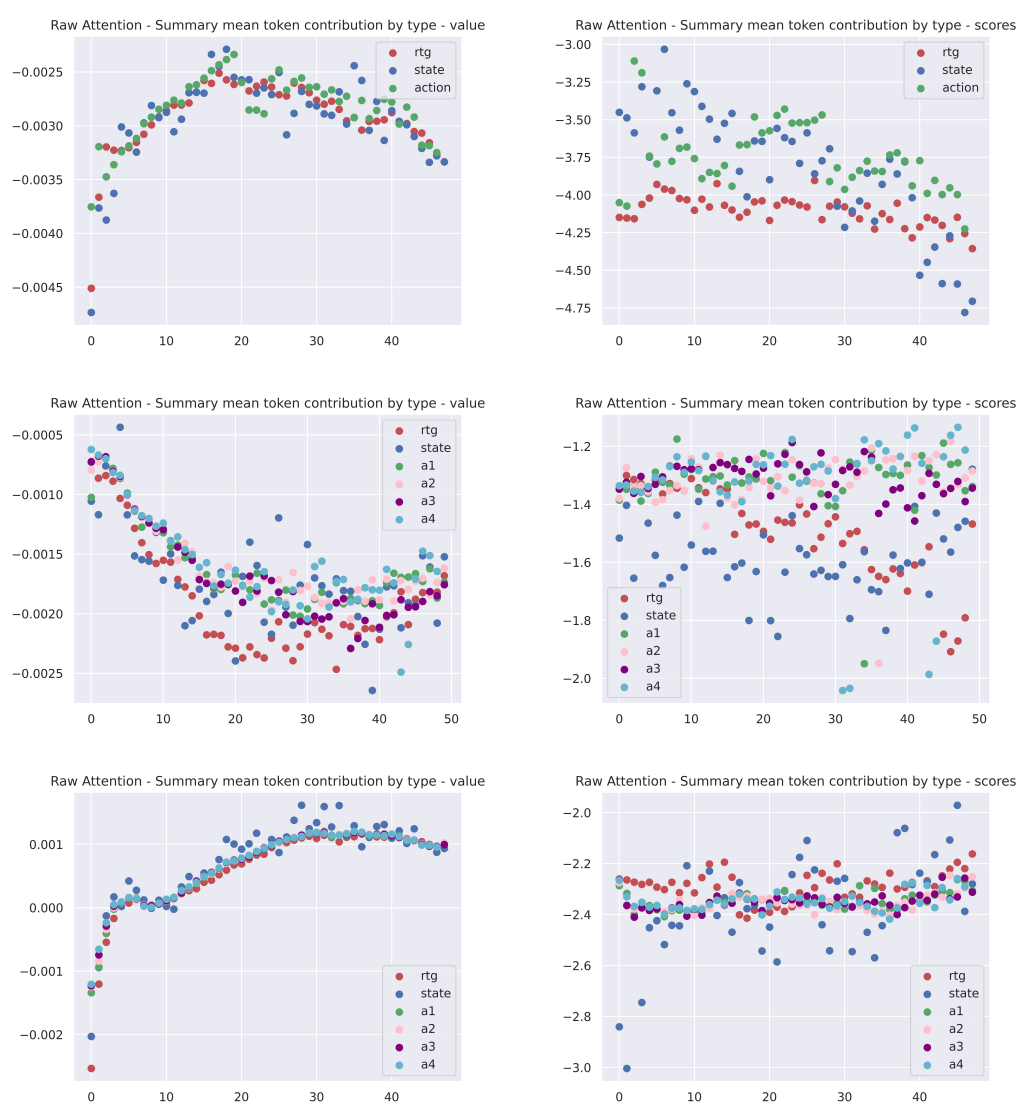 Raw Attention - Summary mean token contribution by type - value
−0.0025
−0.0030
−0.0035
−0.0040
−0.0045
0 10 20 30 40
rtg
state
action
Raw Attention - Summary mean token contribution by type - scores
−3.00
−3.25
−3.50
−3.75
−4.00
−4.25
−4.50
−4.75
0 10 20 30 40
rtg
state
action
Raw Attention - Summary mean token contribution by type - value
−0.0005
−0.0010
−0.0015
−0.0020
−0.0025
0 10 20 30 40 50
rtg
state
a1
a2
a3
a4
Raw Attention - Summary mean token contribution by type - scores
−1.2
−1.4
−1.6
−1.8
−2.0
0 10 20 30 40 50
rtg
state
a1
a2
a3
a4
Raw Attention - Summary mean token contribution by type - value
0.001
0.000
−0.001
−0.002
0 10 20 30 40
rtg
state
a1
a2
a3
a4
Raw Attention - Summary mean token contribution by type - scores
−2.0
−2.2
−2.4
−2.6
−2.8
−3.0
0 10 20 30 40
rtg
state
a1
a2
a3
a4